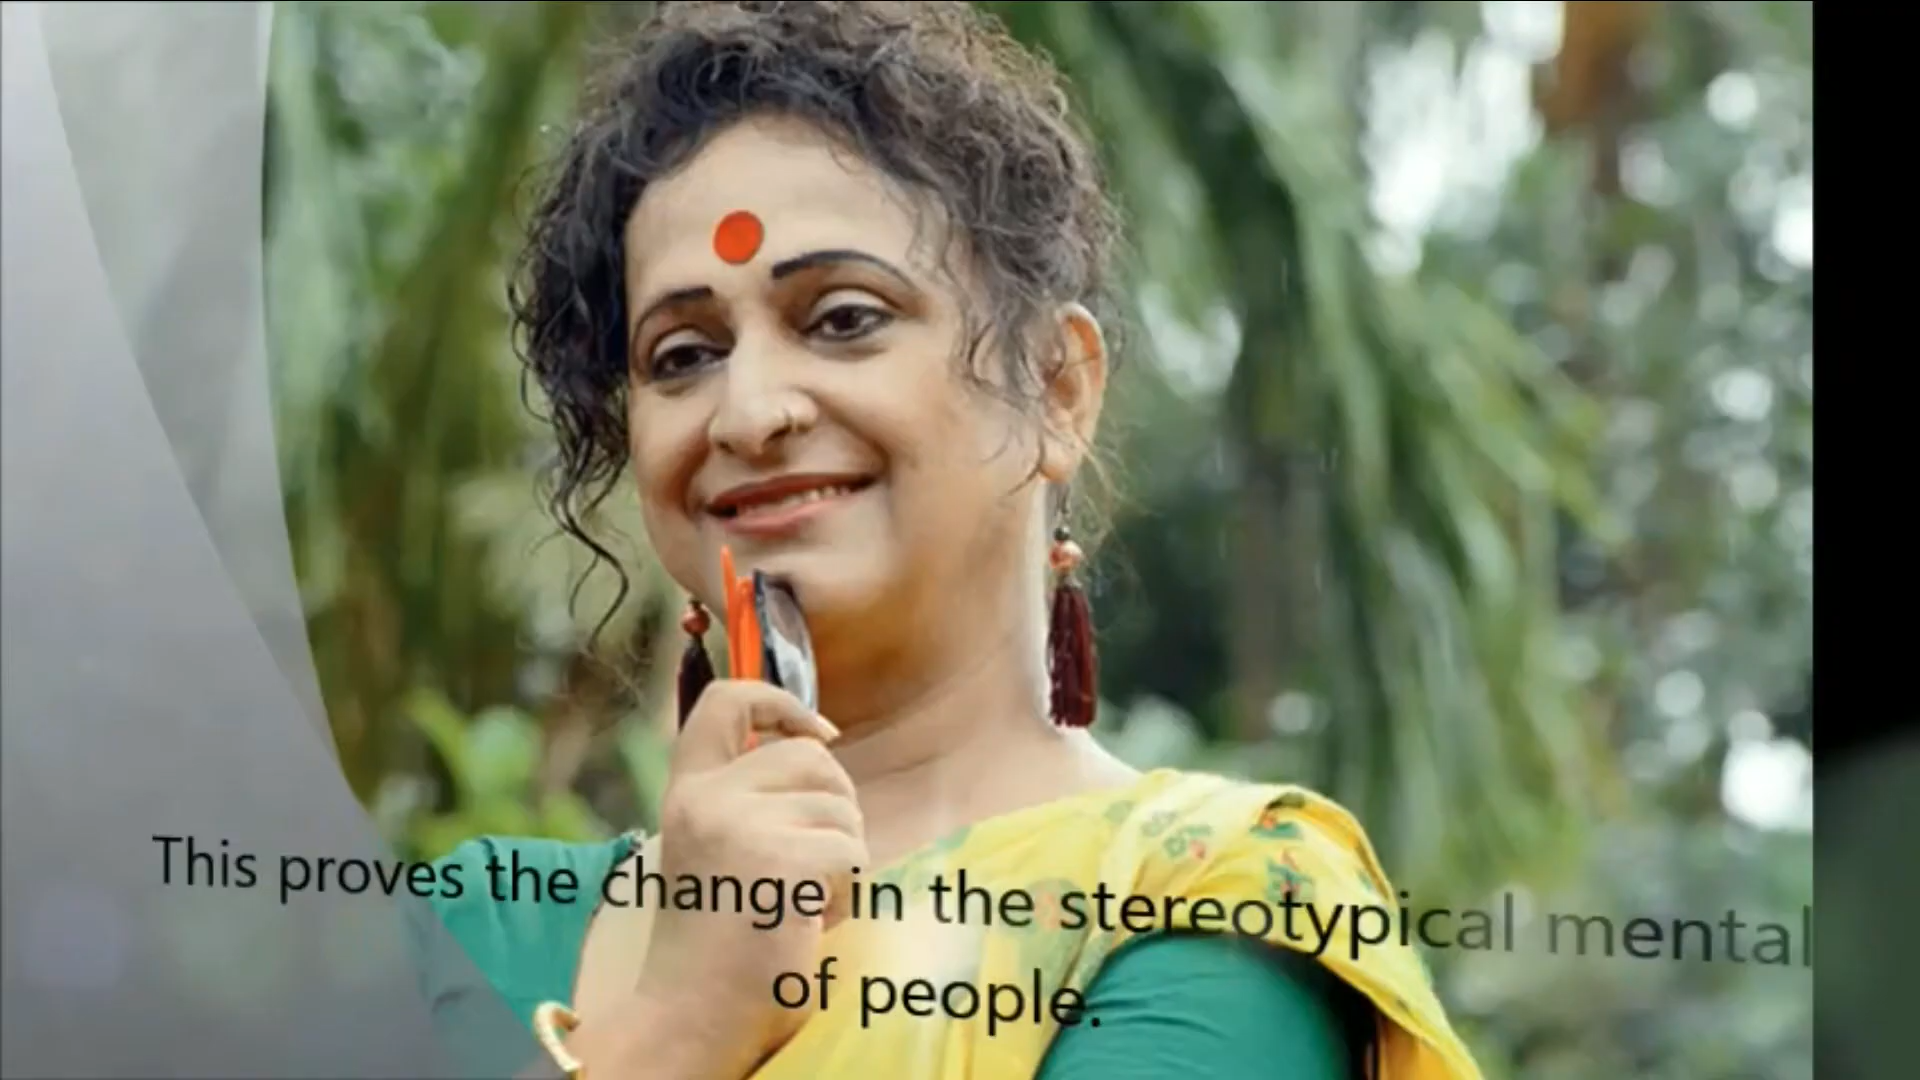 This proves the change in the stereotypical mental
of people.